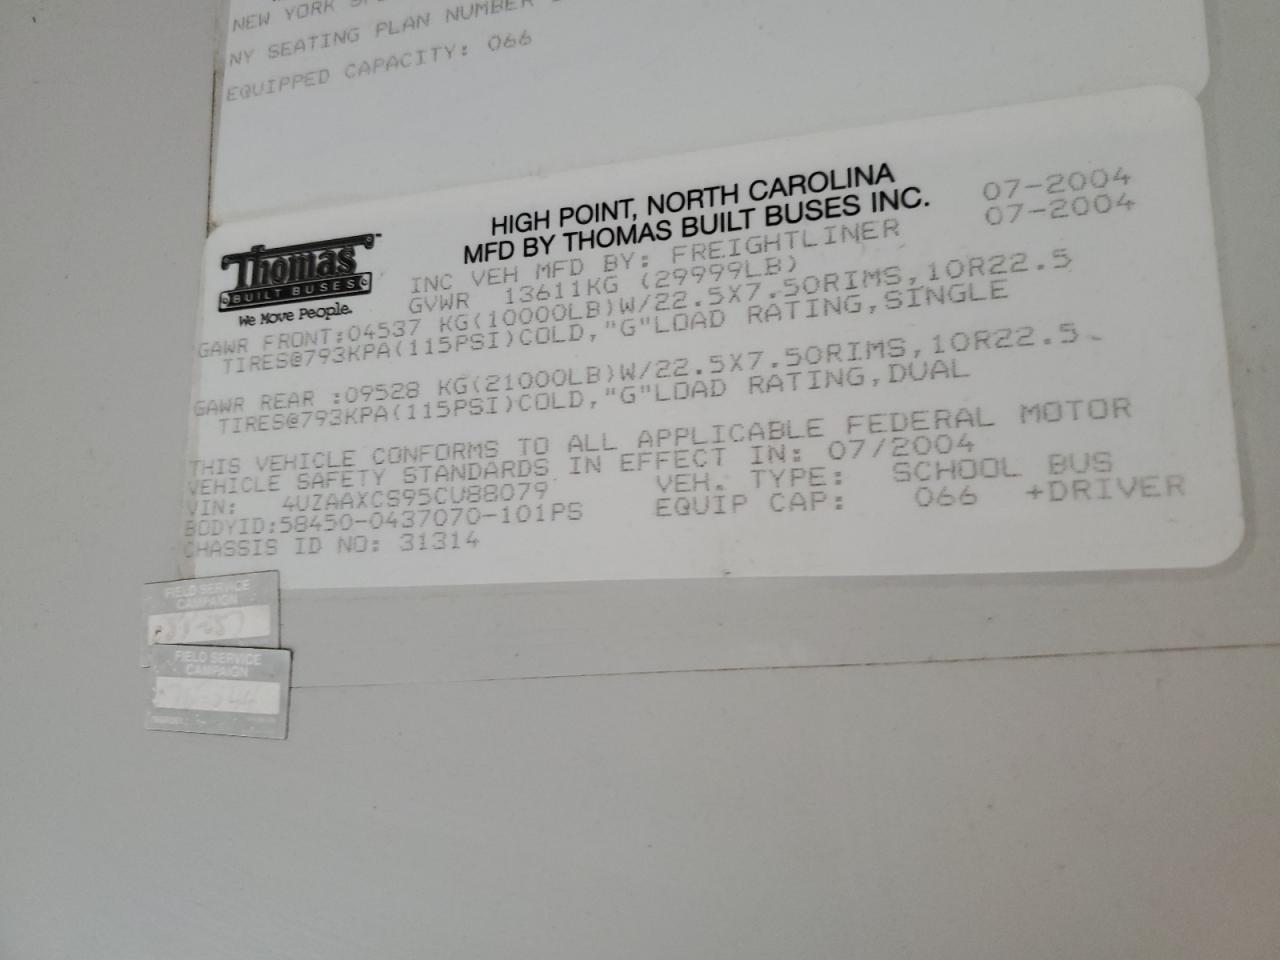 NEW YORK
NY SEATING PLAN NUMBER
EQUIPPED CAPACITY: 066
Thomas
BUILT BUSES
We Move People.
HIGH POINT, NORTH CAROLINA 07-2004
MFD BY THOMAS BUILT BUSES INC. 07-2004
INC VEH MFD BY: FREIGHTLINER
GVWR 13611KG (29999LB)
GAWR FRONT:04537 KG(10000LB)W/22.5X7.50RIMS,10R22.5
TIRES@793KPA(115PSI)COLD,"G"LOAD RATING,SINGLE
GAWR REAR :09528 KG(21000LB)W/22.5X7.50RIMS,10R22.5
TIRES@793KPA(115PSI)COLD,"G"LOAD RATING,DUAL
THIS VEHICLE CONFORMS TO ALL APPLICABLE FEDERAL MOTOR
VEHICLE SAFETY STANDARDS IN EFFECT IN: 07/2004
VIN: 4UZAAXCS95CU88079 VEH. TYPE: SCHOOL BUS
BODYID:58450-0437070-101PS EQUIP CAP: 066 +DRIVER
CHASSIS ID NO: 31314
FIELD SERVICE
CAMPAIGN
FIELD SERVICE
CAMPAIGN